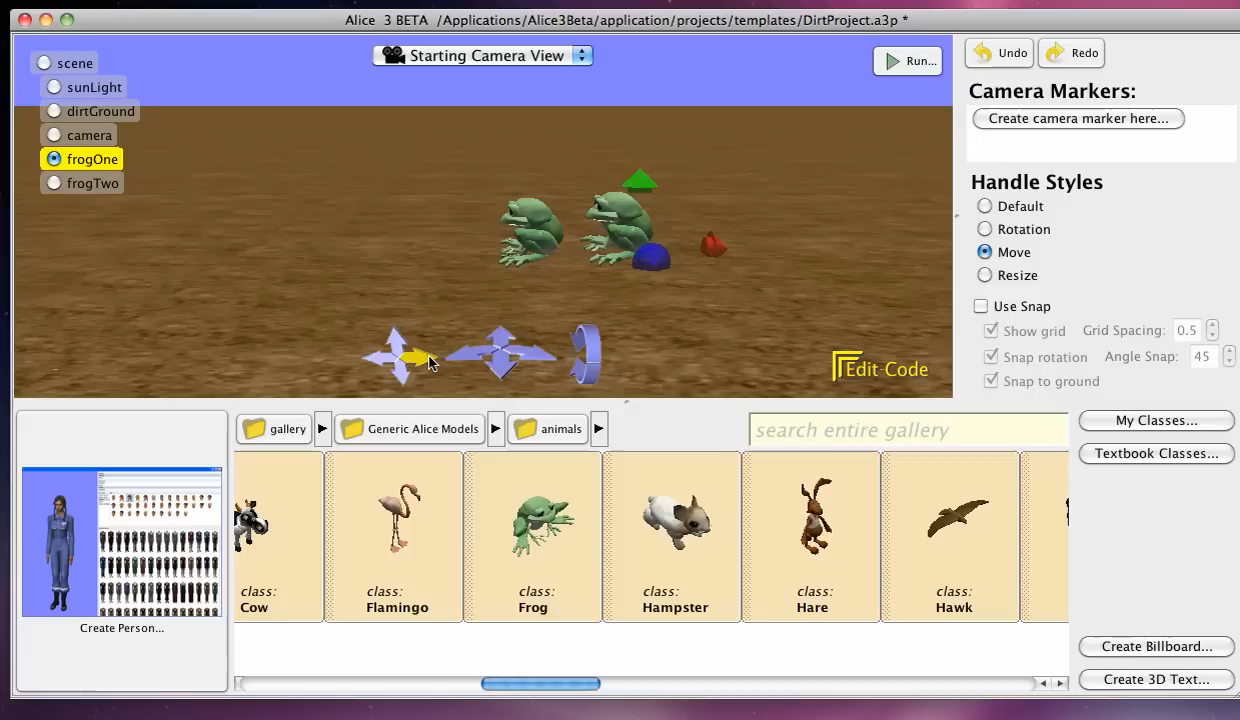 Alice 3 BETA /Applications/Alice3Beta/application/projects/templates/DirtProject.a3p *
scene
sunLight
dirtGround
camera
frogOne
frogTwo
Starting Camera View
Run...
Edit Code
Undo
Redo
Camera Markers:
Create camera marker here...
Handle Styles
Default
Rotation
Move
Resize
Use Snap
Show grid Grid Spacing: 0.5
Snap rotation Angle Snap: 45
Snap to ground
gallery
Generic Alice Models
animals
search entire gallery
My Classes...
Textbook Classes...
class:
Cow
class:
Flamingo
class:
Frog
class:
Hampster
class:
Hare
class:
Hawk
Create Person...
Create Billboard...
Create 3D Text...